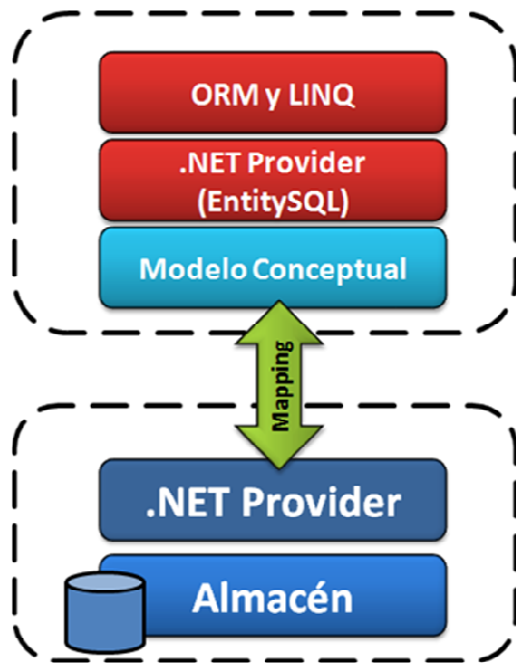 ORM y LINQ
.NET Provider
(EntitySQL)
Modelo Conceptual
Mapping
.NET Provider
Almacén